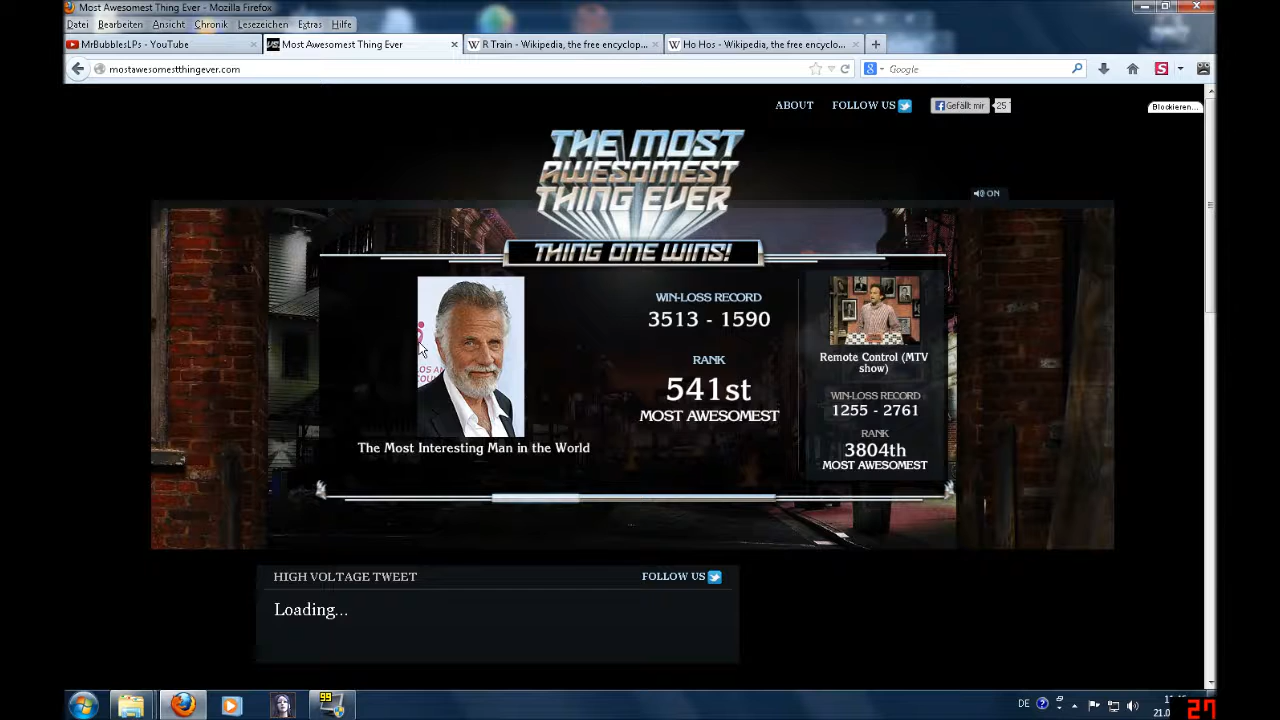 Most Awesomest Thing Ever - Mozilla Firefox
Datei Bearbeiten Ansicht Chronik Lesezeichen Extras Hilfe
MrBubblesLPs - YouTube
Most Awesomest Thing Ever
R Train - Wikipedia, the free encyclop...
Ho Hos - Wikipedia, the free encyclo...
mostawesomestthingever.com
Google
ABOUT FOLLOW US Gefällt mir 25
Blockieren...
THE MOST
AWESOMEST
THING EVER
ON
THING ONE WINS!
WIN-LOSS RECORD
3513 - 1590
RANK
541st
MOST AWESOMEST
The Most Interesting Man in the World
Remote Control (MTV
show)
WIN-LOSS RECORD
1255 - 2761
RANK
3804th
MOST AWESOMEST
HIGH VOLTAGE TWEET
FOLLOW US
Loading...
99
DE
27